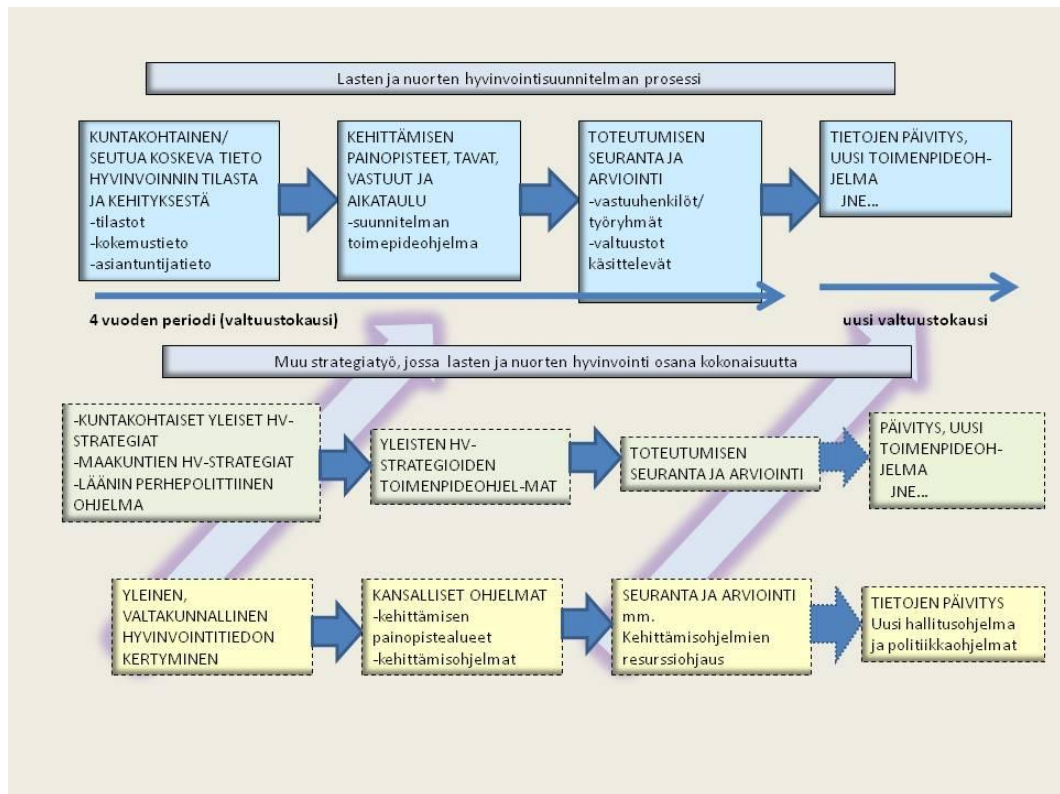 Lasten ja nuorten hyvinvointisuunnitelman prosessi
KUNTAKOHTAINEN/
SEUTUA KOSKEVA TIETO
HYVINVOINNIN TILASTA
JA KEHITYKSESTÄ
-tilastot
-kokemustieto
-asiantuntijatieto
KEHITTÄMISEN
PAINOPISTEET, TAVAT,
VASTUUT JA
AIKATAULU
-suunnitelman
toimepideohjelma
TOTEUTUMISEN
SEURANTA JA
ARVIOINTI
-vastuuhenkilöt/
työryhmät
-valtuustot
käsittelevät
TIETOJEN PÄIVITYS,
UUSI TOIMENPIDEOH-
JELMA
JNE...
4 vuoden periodi (valtuustokausi)
uusi valtuustokausi
Muu strategiatyö, jossa lasten ja nuorten hyvinvointi osana kokonaisuutta
-KUNTAKOHTAISET YLEISET HV-
STRATEGIAT
-MAAKUNTIEN HV-STRATEGIAT
-LÄÄNIN PERHEPOLITTIINEN
OHJELMA
YLEISTEN HV-
STRATEGIOIDEN
TOIMENPIDEOHJEL-MAT
TOTEUTUMISEN
SEURANTA JA ARVIOINTI
PÄIVITYS, UUSI
TOIMENPIDEOH-
JELMA
JNE...
YLEINEN,
VALTAKUNNALLINEN
HYVINVOINTITIEDON
KERTYMINEN
KANSALLISET OHJELMAT
-kehittämisen
painopistealueet
-kehittämisohjelmat
SEURANTA JA ARVIOINTI
mm.
Kehittämisohjelmien
resurssiohjaus
TIETOJEN PÄIVITYS
Uusi hallitusohjelma
ja politiikkaohjelmat